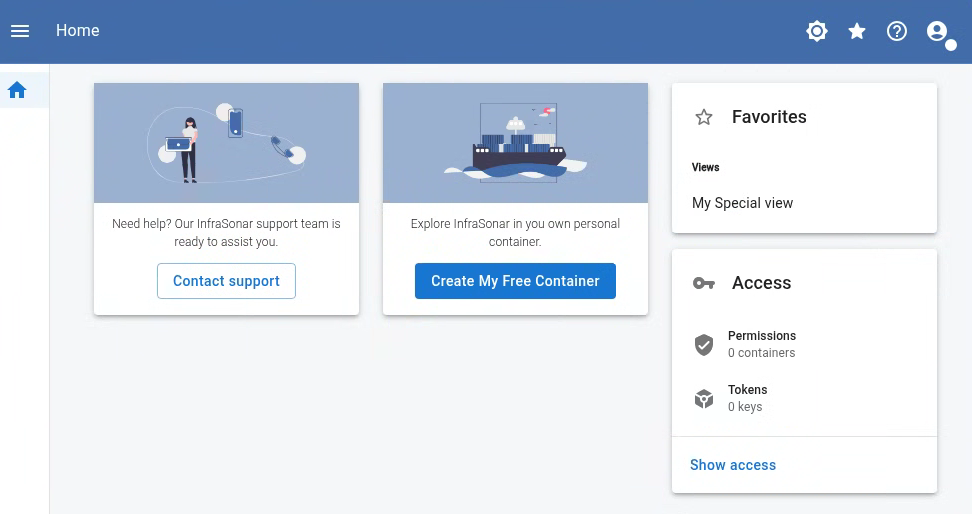 Home
Need help? Our InfraSonar support team is
ready to assist you.
Contact support
Explore InfraSonar in you own personal
container.
Create My Free Container
Favorites
Views
My Special view
Access
Permissions
0 containers
Tokens
0 keys
Show access